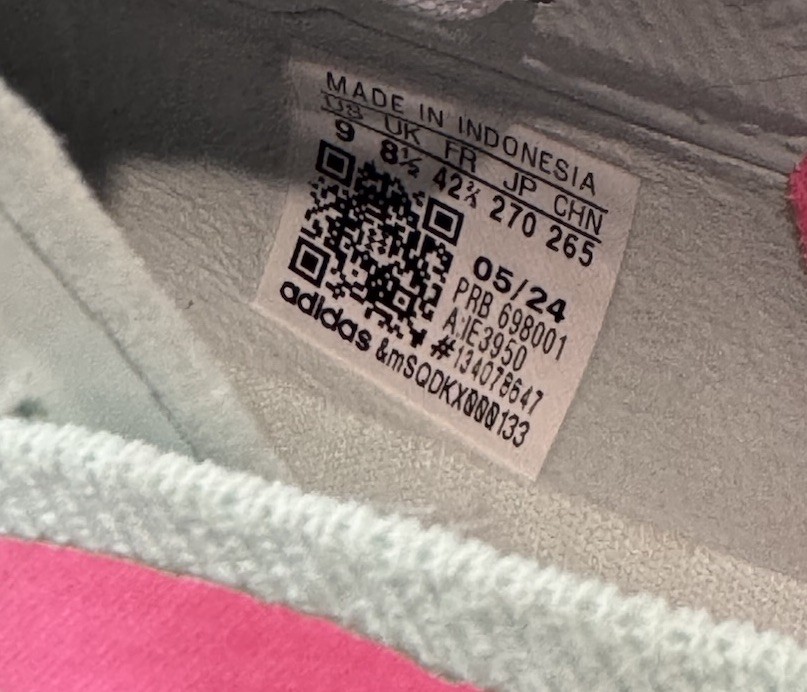 MADE IN INDONESIA
US UK FR JP CHN
9 8½ 42⅔ 270 265
05/24
PRB 698001
A:IE3950
#134078647
adidas &mSQDKX000133